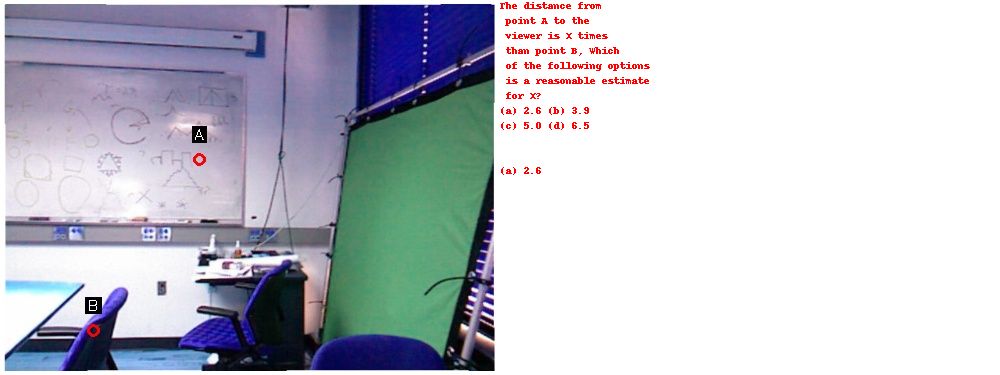 The distance from
point A to the
viewer is X times
than point B, Which
of the following options
is a reasonable estimate
for X?
(a) 2.6 (b) 3.9
(c) 5.0 (d) 6.5
(a) 2.6
A
B